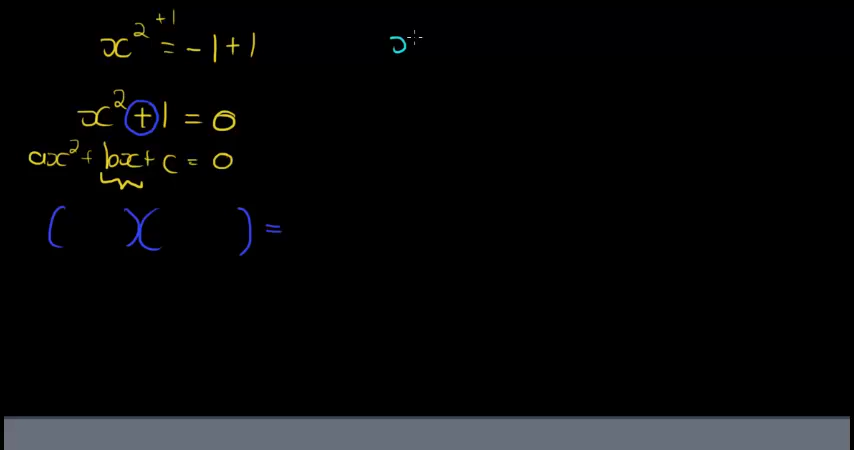 x² +1 = -1 + 1
x² + 1 = 0
ax² + bx + c = 0
( )( ) =
x